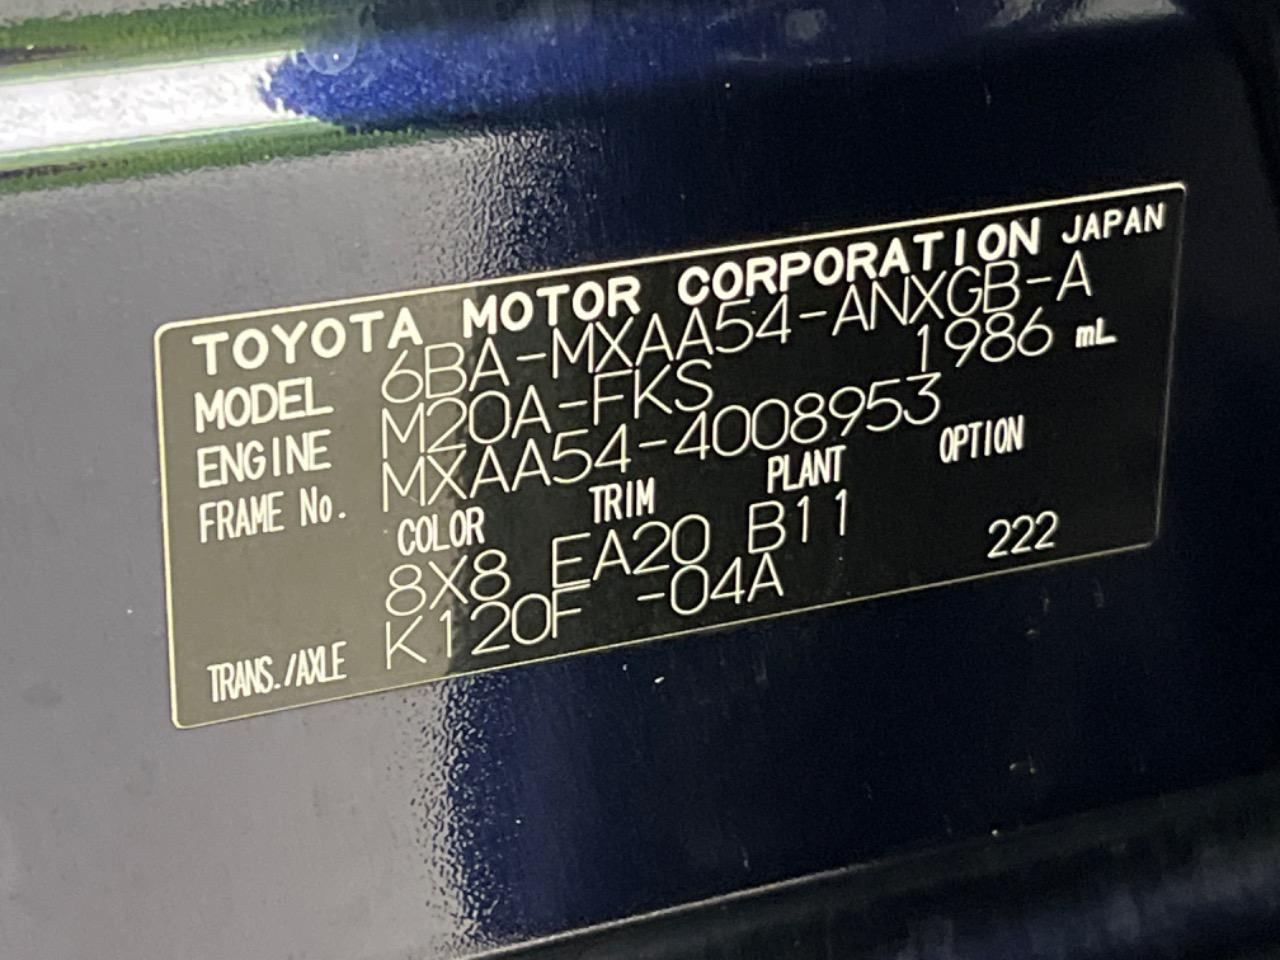 TOYOTA MOTOR CORPORATION JAPAN
MODEL 6BA-MXAA54-ANXGB-A
ENGINE M20A-FKS 1986 mL
FRAME No. MXAA54-4008953
COLOR TRIM PLANT OPTION
8X8 EA20 B11 222
TRANS./AXLE K120F -04A